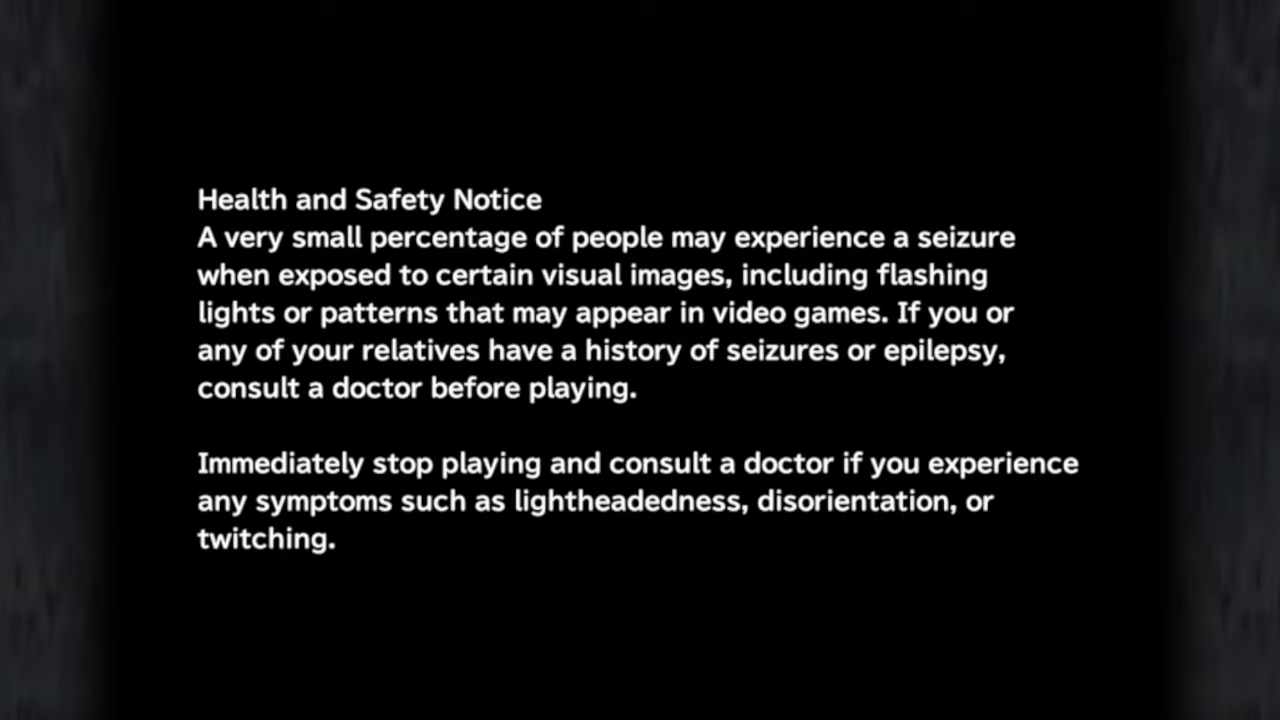 Health and Safety Notice
A very small percentage of people may experience a seizure
when exposed to certain visual images, including flashing
lights or patterns that may appear in video games. If you or
any of your relatives have a history of seizures or epilepsy,
consult a doctor before playing.
Immediately stop playing and consult a doctor if you experience
any symptoms such as lightheadedness, disorientation, or
twitching.